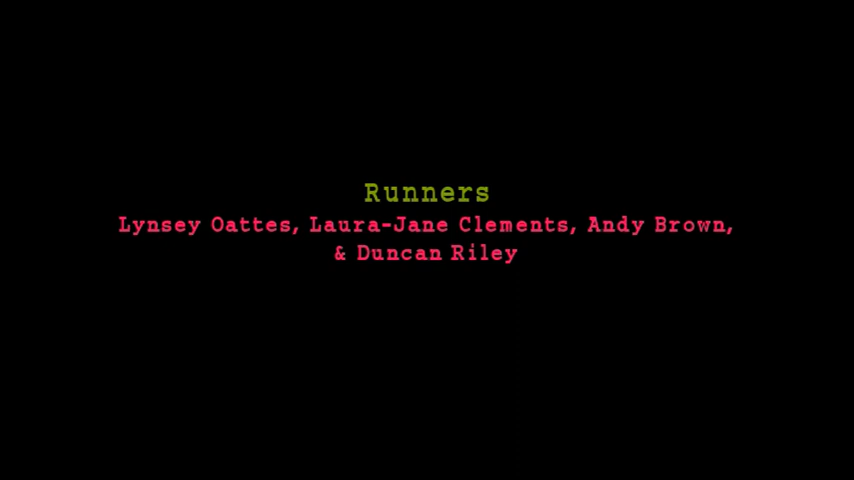 Runners
Lynsey Oattes, Laura-Jane Clements, Andy Brown,
& Duncan Riley